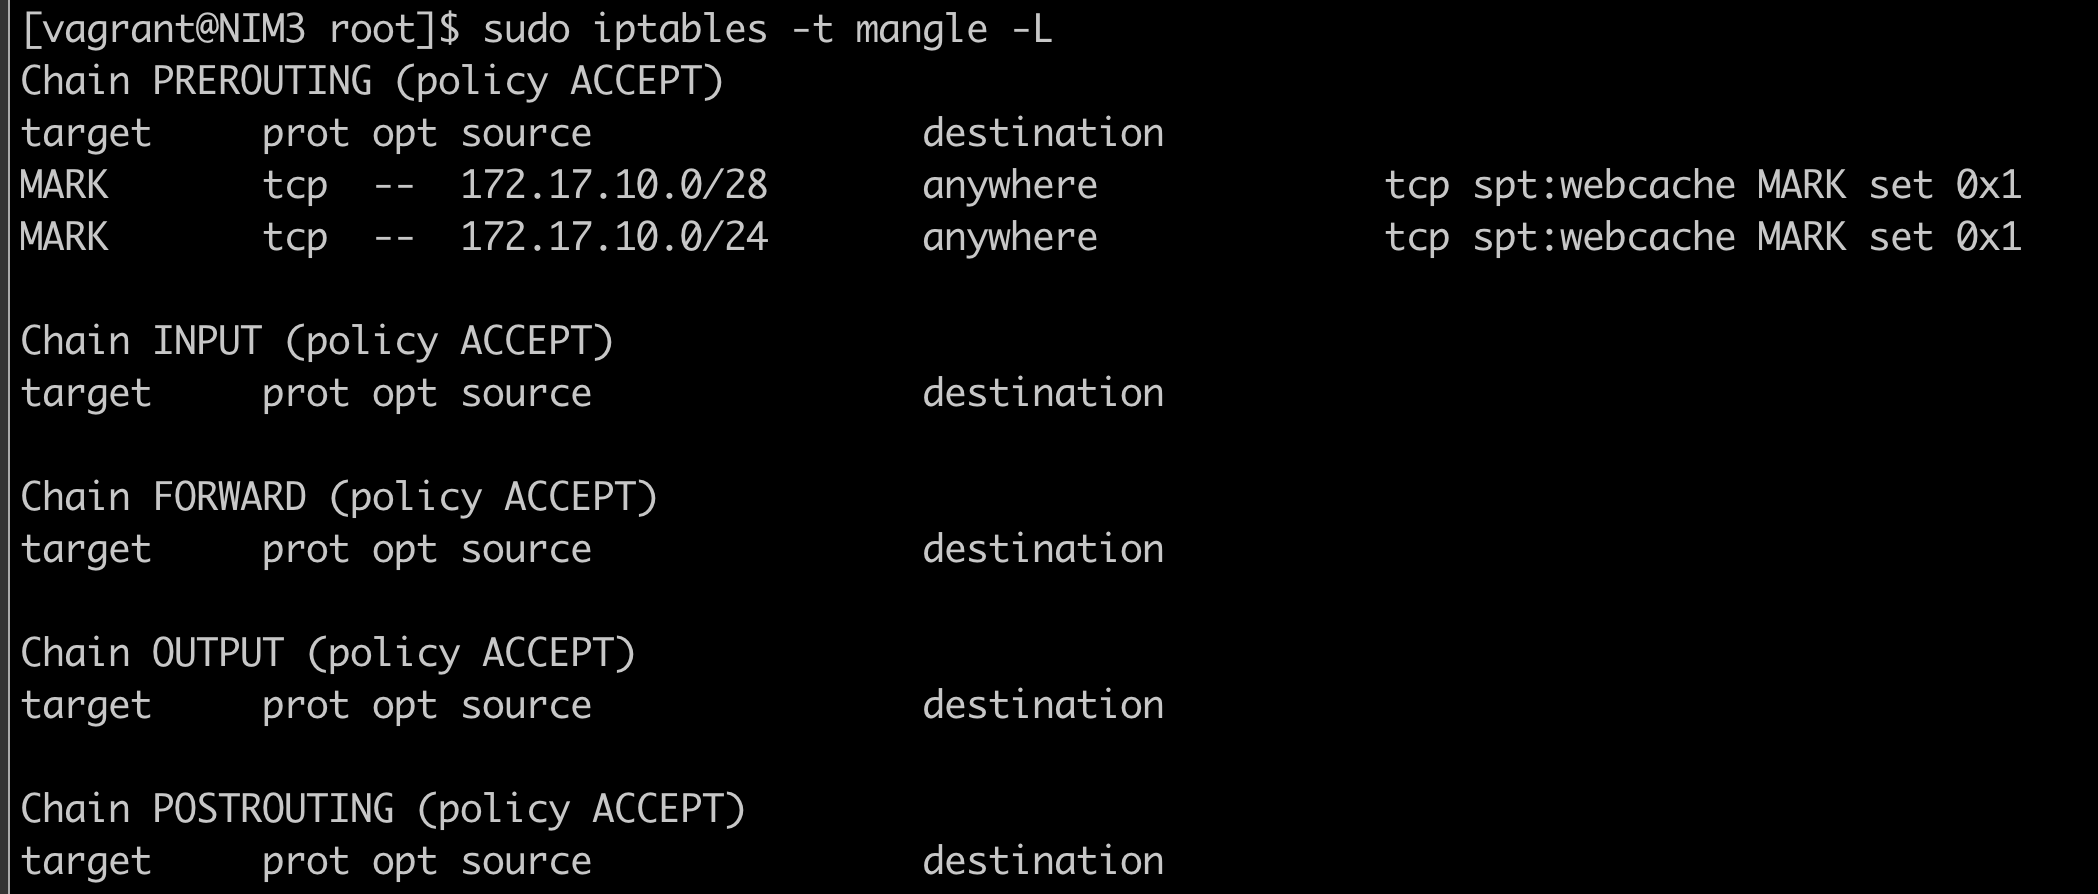 [vagrant@NIM3 root]$ sudo iptables -t mangle -L
Chain PREROUTING (policy ACCEPT)
target     prot opt source               destination
MARK       tcp  --  172.17.10.0/28       anywhere             tcp spt:webcache MARK set 0x1
MARK       tcp  --  172.17.10.0/24       anywhere             tcp spt:webcache MARK set 0x1

Chain INPUT (policy ACCEPT)
target     prot opt source               destination

Chain FORWARD (policy ACCEPT)
target     prot opt source               destination

Chain OUTPUT (policy ACCEPT)
target     prot opt source               destination

Chain POSTROUTING (policy ACCEPT)
target     prot opt source               destination